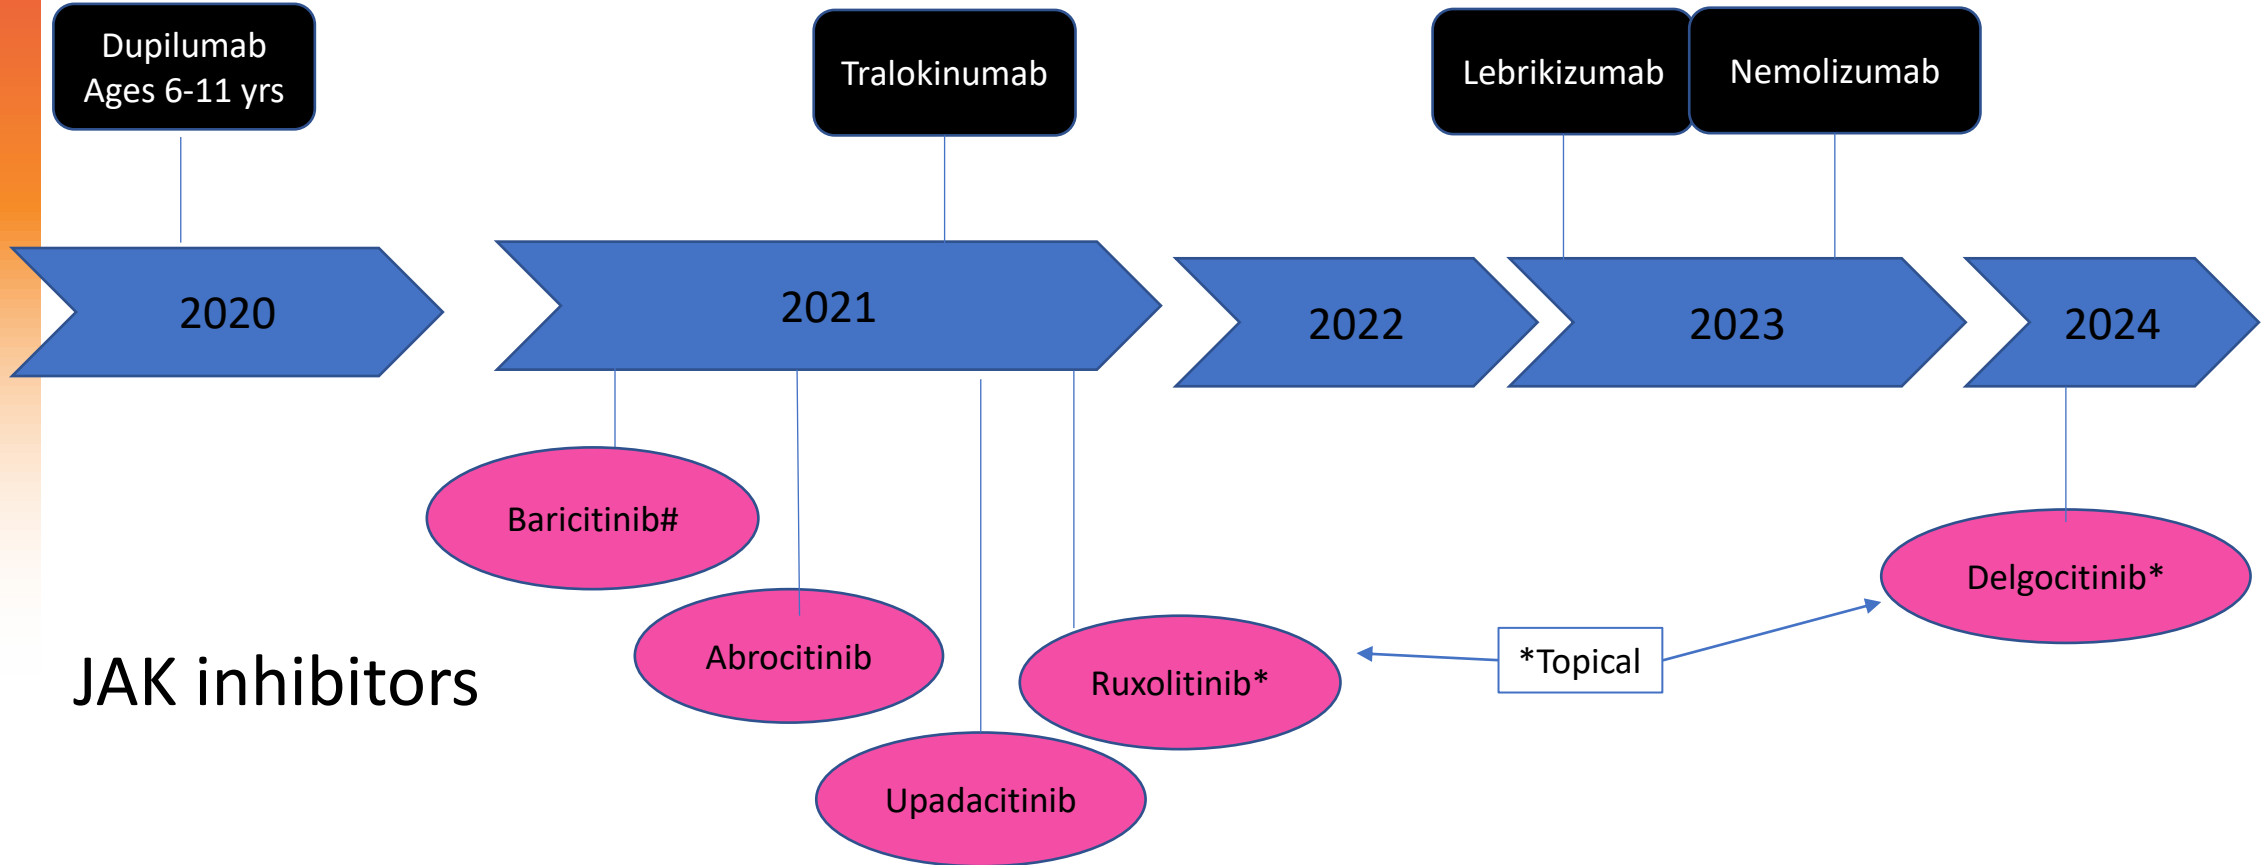 Dupilumab
Ages 6-11 yrs
Tralokinumab
Lebrikizumab
Nemolizumab
2020
2021
2022
2023
2024
Baricitinib#
Abrocitinib
Upadacitinib
Ruxolitinib*
*Topical
Delgocitinib*
JAK inhibitors